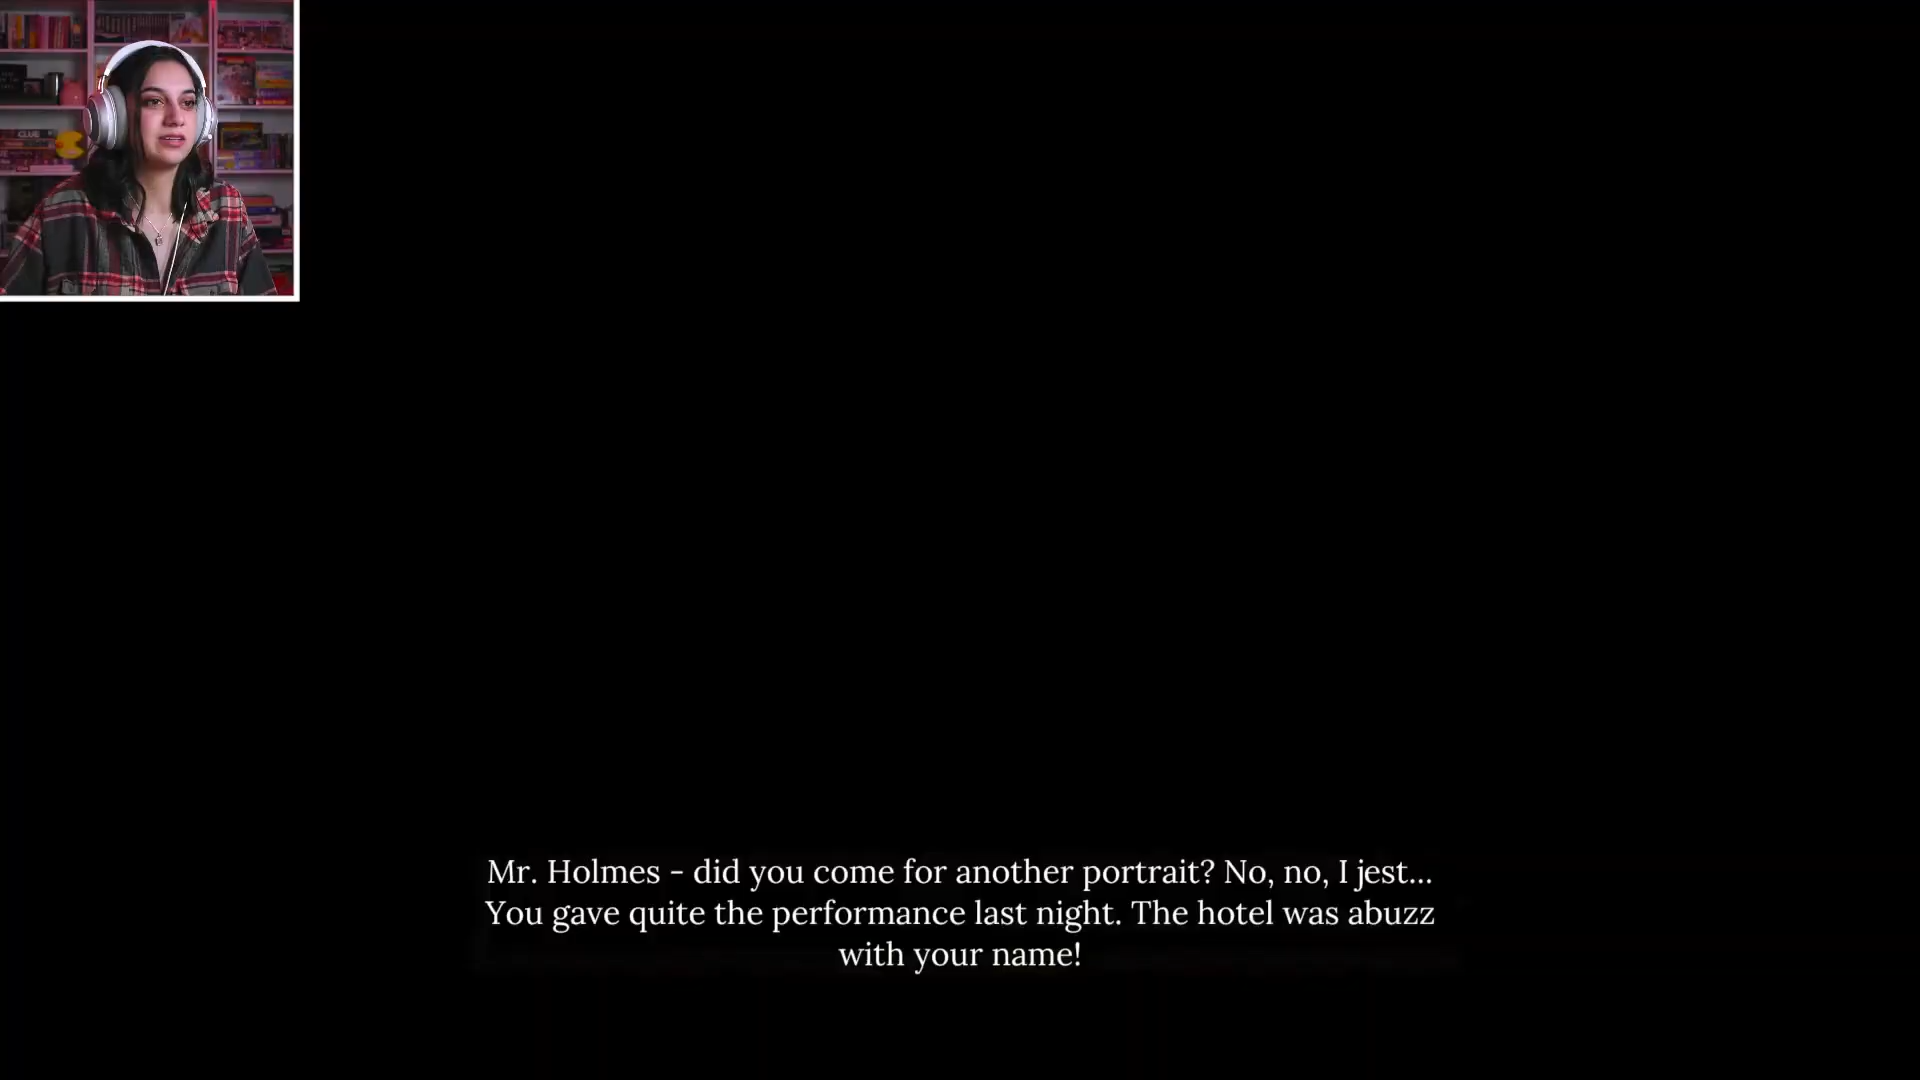 CLUE
Mr. Holmes - did you come for another portrait? No, no, I jest...
You gave quite the performance last night. The hotel was abuzz
with your name!